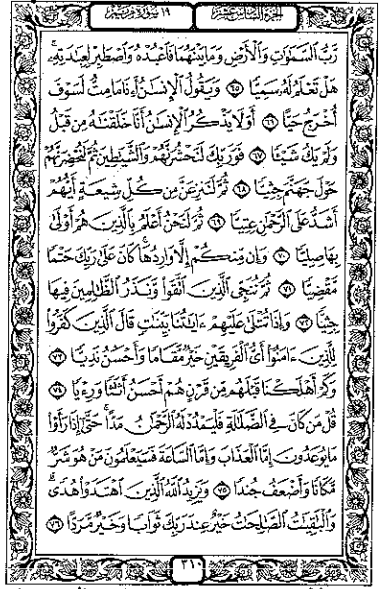 الجزء السادس عشر ١٩ سورة مريم
رَّبُّ السَّمَٰوَٰتِ وَالْأَرْضِ وَمَا بَيْنَهُمَا فَاعْبُدْهُ وَاصْطَبِرْ لِعِبَٰدَتِهِۦ ۚ
هَلْ تَعْلَمُ لَهُۥ سَمِيًّا ٦٥ وَيَقُولُ الْإِنسَٰنُ أَءِذَا مَا مِتُّ لَسَوْفَ
أُخْرَجُ حَيًّا ٦٦ أَوَلَا يَذْكُرُ الْإِنسَٰنُ أَنَّا خَلَقْنَٰهُ مِن قَبْلُ
وَلَمْ يَكُ شَيْـًٔا ٦٧ فَوَرَبِّكَ لَنَحْشُرَنَّهُمْ وَالشَّيَٰطِينَ ثُمَّ لَنُحْضِرَنَّهُمْ
حَوْلَ جَهَنَّمَ جِثِيًّا ٦٨ ثُمَّ لَنَنزِعَنَّ مِن كُلِّ شِيعَةٍ أَيُّهُمْ
أَشَدُّ عَلَى الرَّحْمَٰنِ عِتِيًّا ٦٩ ثُمَّ لَنَحْنُ أَعْلَمُ بِالَّذِينَ هُمْ أَوْلَىٰ
بِهَا صِلِيًّا ٧٠ وَإِن مِّنكُمْ إِلَّا وَارِدُهَا ۚ كَانَ عَلَىٰ رَبِّكَ حَتْمًا
مَّقْضِيًّا ٧١ ثُمَّ نُنَجِّى الَّذِينَ اتَّقَوا وَّنَذَرُ الظَّٰلِمِينَ فِيهَا
جِثِيًّا ٧٢ وَإِذَا تُتْلَىٰ عَلَيْهِمْ ءَايَٰتُنَا بَيِّنَٰتٍ قَالَ الَّذِينَ كَفَرُوا
لِلَّذِينَ ءَامَنُوا أَىُّ الْفَرِيقَيْنِ خَيْرٌ مَّقَامًا وَأَحْسَنُ نَدِيًّا ٧٣
وَكَمْ أَهْلَكْنَا قَبْلَهُم مِّن قَرْنٍ هُمْ أَحْسَنُ أَثَٰثًا وَرِءْيًا ٧٤
قُلْ مَن كَانَ فِى الضَّلَٰلَةِ فَلْيَمْدُدْ لَهُ الرَّحْمَٰنُ مَدًّا ۚ حَتَّىٰٓ إِذَا رَأَوْا
مَا يُوعَدُونَ إِمَّا الْعَذَابَ وَإِمَّا السَّاعَةَ فَسَيَعْلَمُونَ مَنْ هُوَ شَرٌّ
مَّكَانًا وَأَضْعَفُ جُندًا ٧٥ وَيَزِيدُ اللَّهُ الَّذِينَ اهْتَدَوْا هُدًى ۗ
وَالْبَٰقِيَٰتُ الصَّٰلِحَٰتُ خَيْرٌ عِندَ رَبِّكَ ثَوَابًا وَخَيْرٌ مَّرَدًّا ٧٦
٣١٠